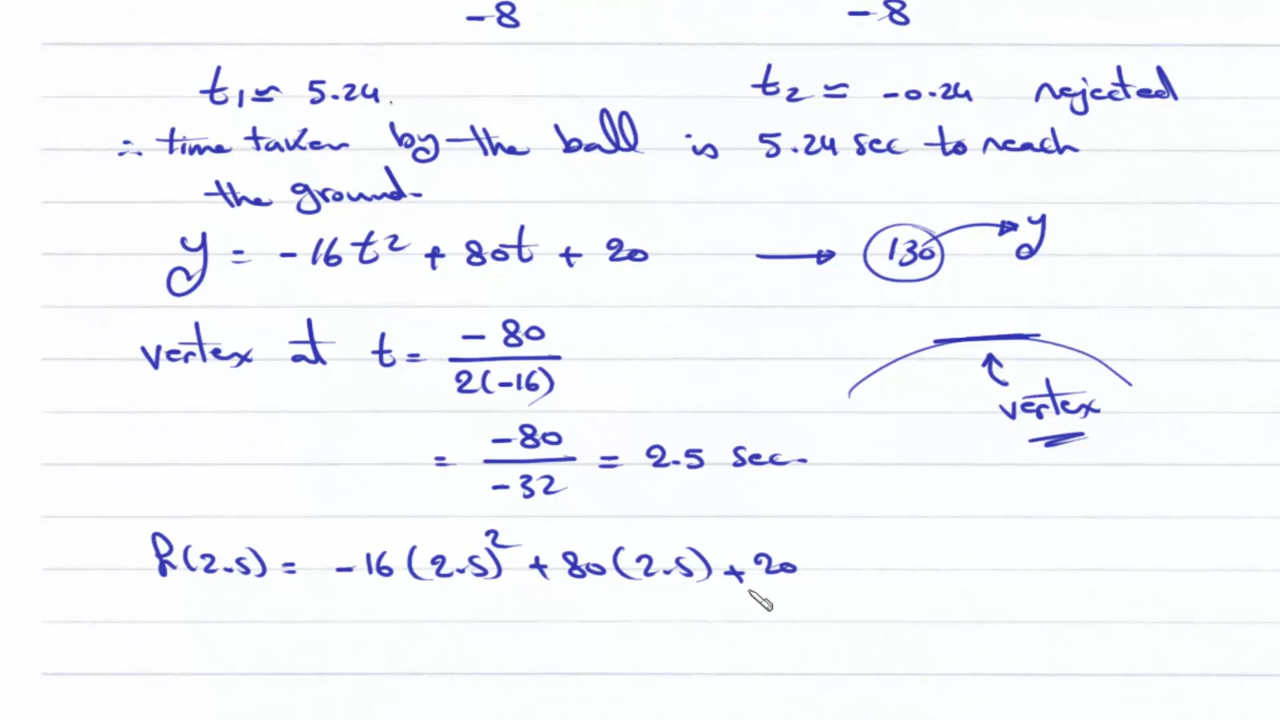 -8 -8
t₁ ≃ 5.24. t₂ ≃ -0.24 rejected
∴ time taken by the ball is 5.24 sec to reach
the ground.
y = -16t² + 80t + 20 → 130 → y
vertex at t = -80 / 2(-16)
vertex
= -80 / -32 = 2.5 sec.
h(2.5) = -16(2.5)² + 80(2.5) + 20